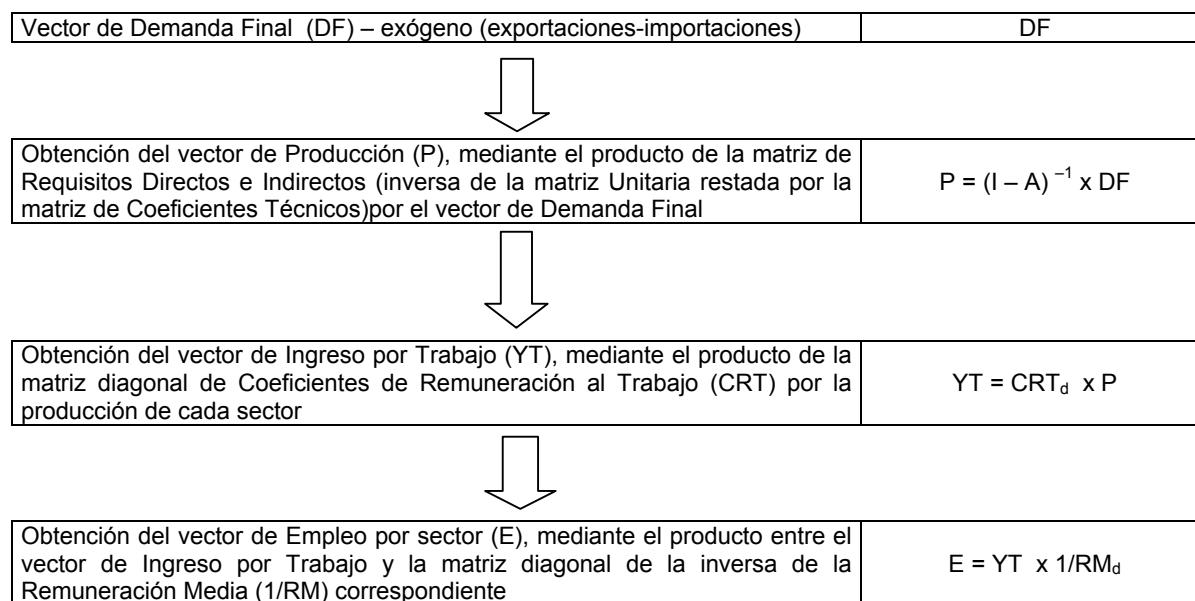 Vector de Demanda Final (DF) – exógeno (exportaciones-importaciones) DF
Obtención del vector de Producción (P), mediante el producto de la matriz de
Requisitos Directos e Indirectos (inversa de la matriz Unitaria restada por la
matriz de Coeficientes Técnicos)por el vector de Demanda Final
P = (I – A) –1 x DF
Obtención del vector de Ingreso por Trabajo (YT), mediante el producto de la
matriz diagonal de Coeficientes de Remuneración al Trabajo (CRT) por la
producción de cada sector
YT = CRTd x P
Obtención del vector de Empleo por sector (E), mediante el producto entre el
vector de Ingreso por Trabajo y la matriz diagonal de la inversa de la
Remuneración Media (1/RM) correspondiente
E = YT x 1/RMd